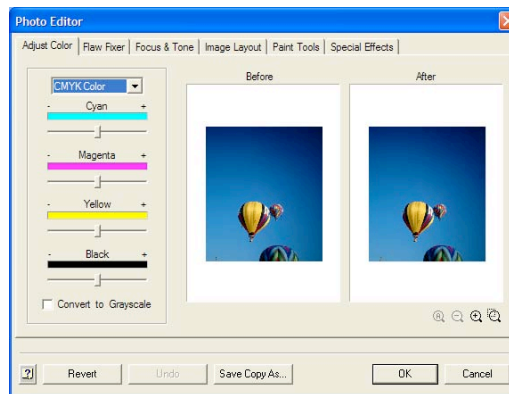 Photo Editor
Adjust Color Flaw Fixer Focus & Tone Image Layout Paint Tools Special Effects
CMYK Color
- Cyan +
- Magenta +
- Yellow +
- Black +
Convert to Grayscale
Before After
? Revert Undo Save Copy As... OK Cancel